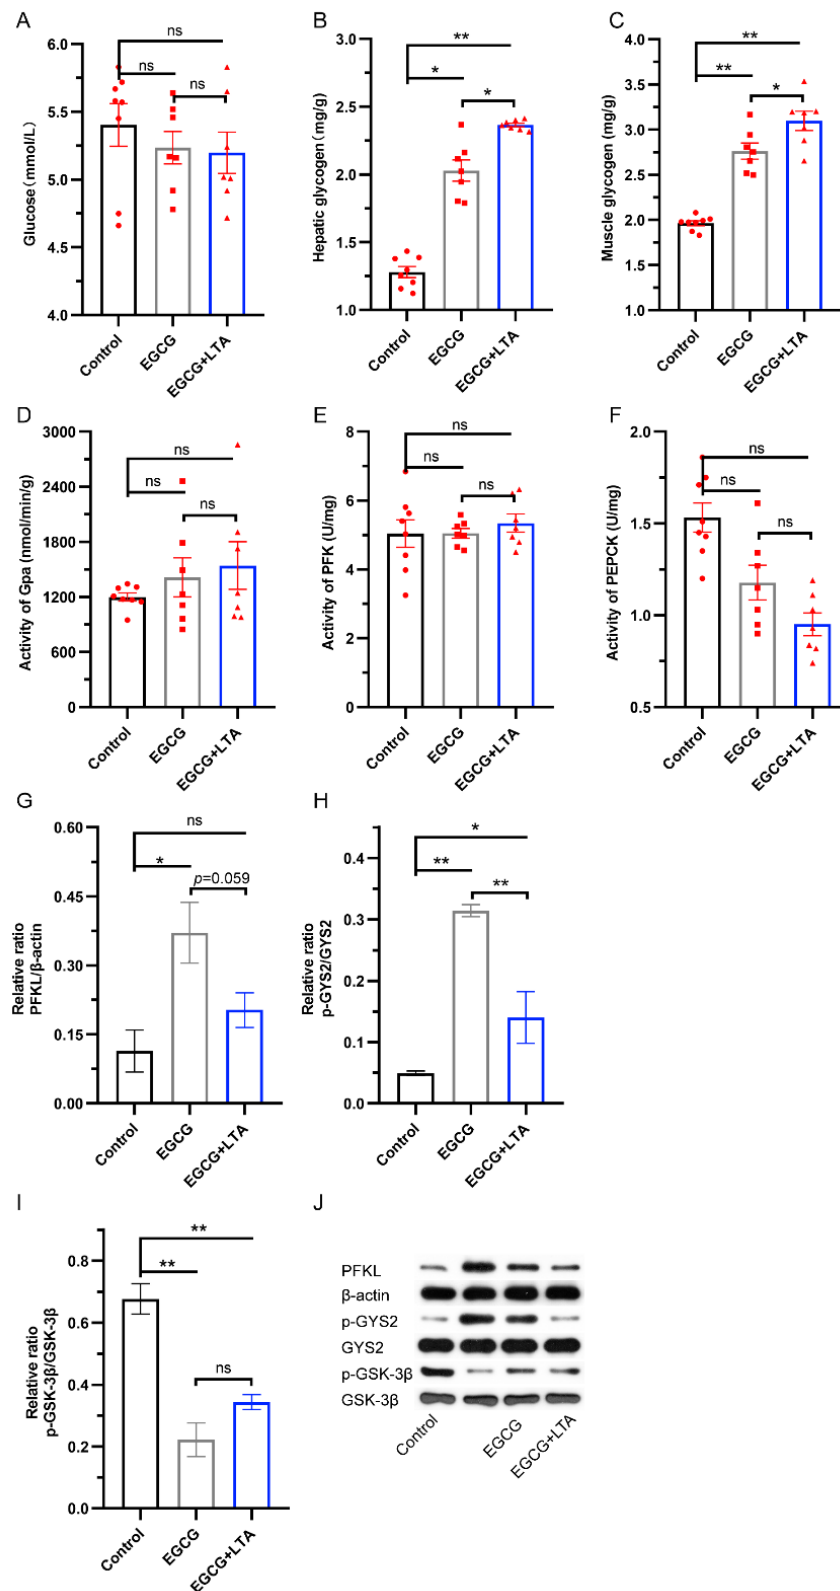 A
Glucose (mmol/L)
6.0
5.5
5.0
4.5
4.0
ns
ns
ns
Control
EGCG
EGCG+LTA
B
Hepatic glycogen (mg/g)
3.0
2.5
2.0
1.5
1.0
**
*
*
Control
EGCG
EGCG+LTA
C
Muscle glycogen (mg/g)
4.0
3.5
3.0
2.5
2.0
1.5
1.0
**
**
*
Control
EGCG
EGCG+LTA
D
Activity of Gpa (nmol/min/g)
3000
2400
1800
1200
600
0
ns
ns
ns
Control
EGCG
EGCG+LTA
E
Activity of PFK (U/mg)
8
6
4
2
0
ns
ns
ns
Control
EGCG
EGCG+LTA
F
Activity of PEPCK (U/mg)
2.0
1.5
1.0
0.5
ns
ns
ns
Control
EGCG
EGCG+LTA
G
Relative ratio
PFKL/β-actin
0.60
0.45
0.30
0.15
0.00
ns
*
p=0.059
Control
EGCG
EGCG+LTA
H
Relative ratio
p-GYS2/GYS2
0.4
0.3
0.2
0.1
0.0
*
**
**
Control
EGCG
EGCG+LTA
I
Relative ratio
p-GSK-3β/GSK-3β
0.8
0.6
0.4
0.2
0.0
**
**
ns
Control
EGCG
EGCG+LTA
J
PFKL
β-actin
p-GYS2
GYS2
p-GSK-3β
GSK-3β
Control
EGCG
EGCG+LTA